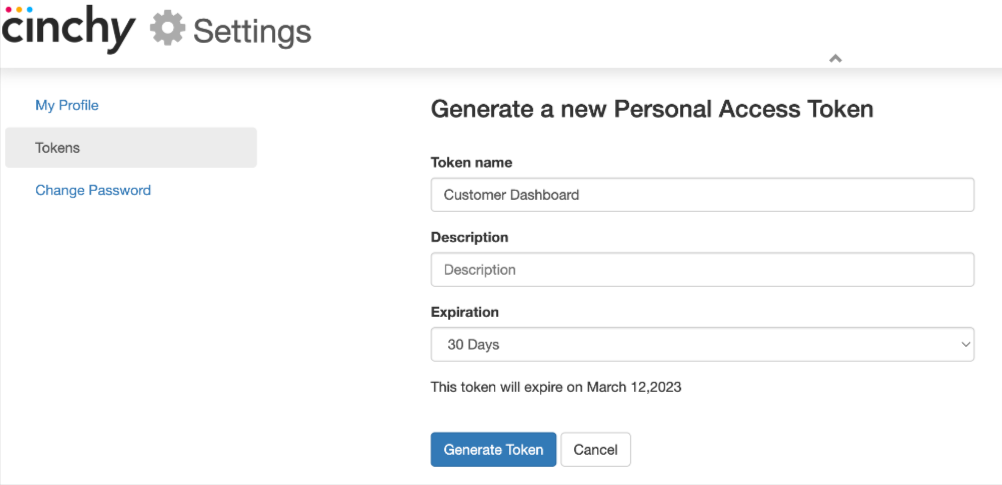 cinchy Settings
My Profile
Tokens
Change Password
Generate a new Personal Access Token
Token name
Customer Dashboard
Description
Description
Expiration
30 Days
This token will expire on March 12,2023
Generate Token Cancel